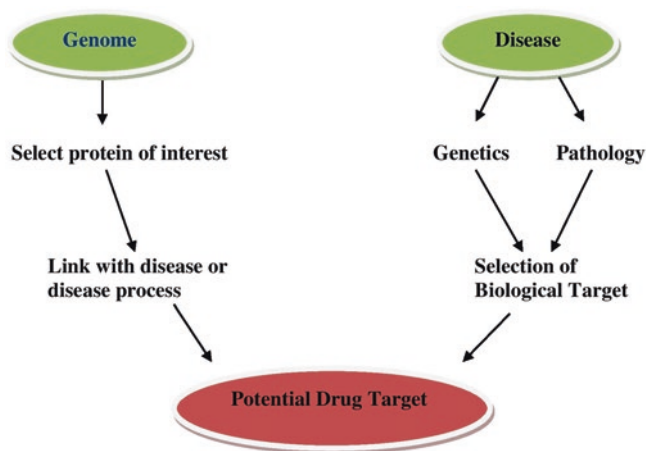 Genome
Disease
Select protein of interest
Genetics
Pathology
Link with disease or
disease process
Selection of
Biological Target
Potential Drug Target